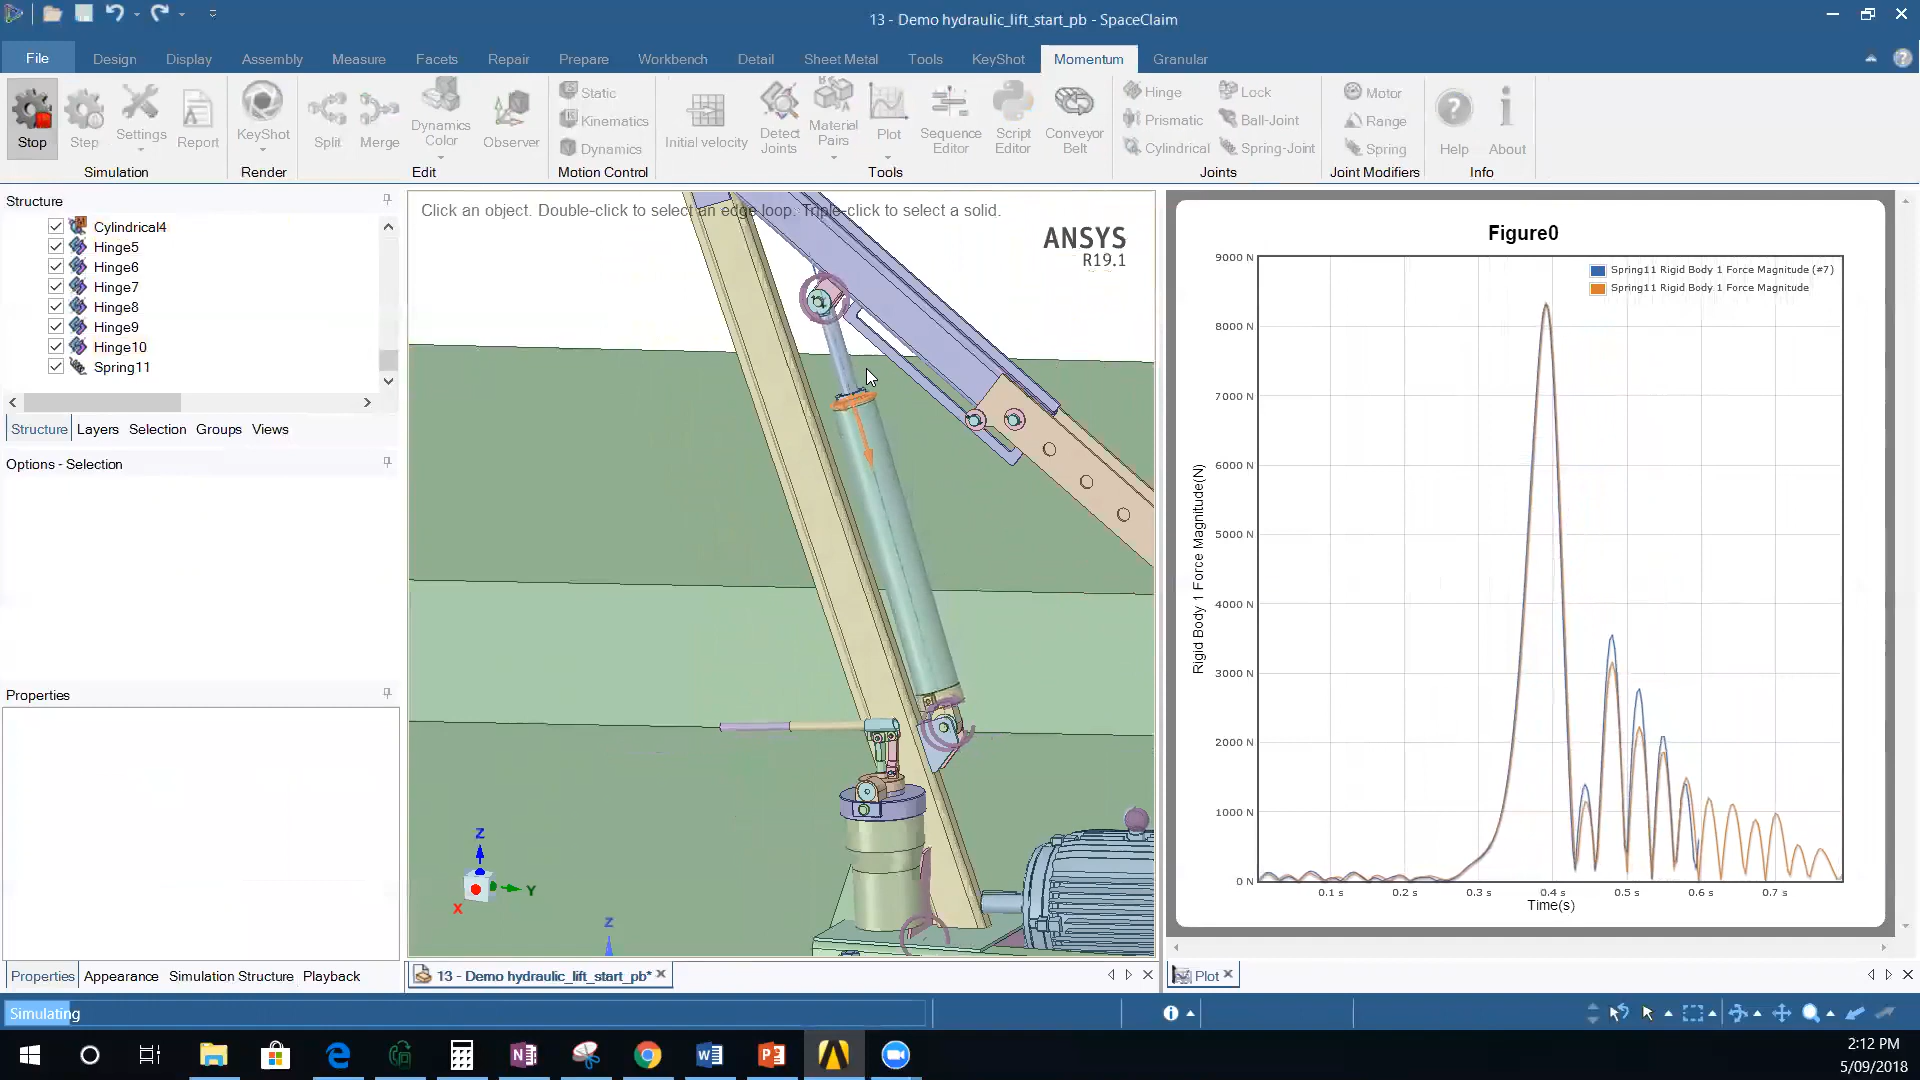 13 - Demo hydraulic_lift_start_pb - SpaceClaim
File Design Display Assembly Measure Facets Repair Prepare Workbench Detail Sheet Metal Tools KeyShot Momentum Granular
Stop Step Settings Report
Simulation
KeyShot
Render
Split Merge Dynamics Color Observer
Edit
Static
Kinematics
Dynamics
Motion Control
Initial velocity Detect Joints Material Pairs Plot Sequence Editor Script Editor Conveyor Belt
Tools
Hinge Lock
Prismatic Ball-Joint
Cylindrical Spring-Joint
Joints
Motor
Range
Spring
Joint Modifiers
Help About
Info
Structure
Cylindrical4
Hinge5
Hinge6
Hinge7
Hinge8
Hinge9
Hinge10
Spring11
Structure Layers Selection Groups Views
Options - Selection
Properties
Properties Appearance Simulation Structure Playback
Click an object. Double-click to select an edge loop. Triple-click to select a solid.
ANSYS
R19.1
Z
Y
X
Z
13 - Demo hydraulic_lift_start_pb*
Figure0
Spring11 Rigid Body 1 Force Magnitude (#7)
Spring11 Rigid Body 1 Force Magnitude
Rigid Body 1 Force Magnitude(N)
9000 N
8000 N
7000 N
6000 N
5000 N
4000 N
3000 N
2000 N
1000 N
0 N
0.1 s 0.2 s 0.3 s 0.4 s 0.5 s 0.6 s 0.7 s
Time(s)
Plot
Simulating
2:12 PM
5/09/2018